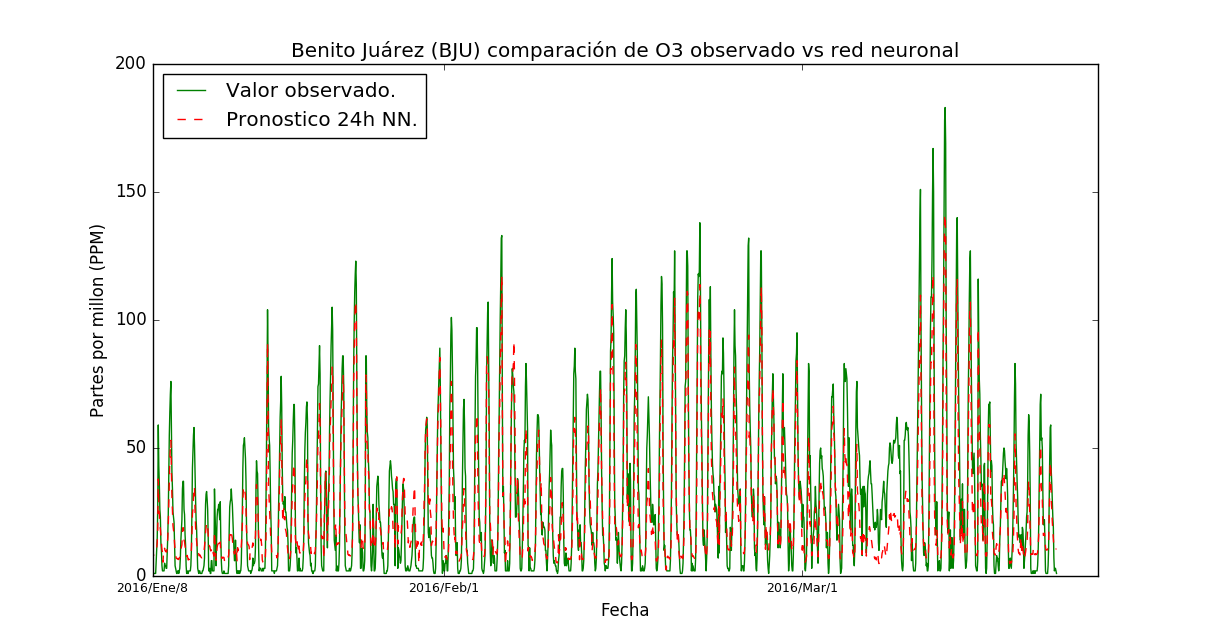 Benito Juárez (BJU) comparación de O3 observado vs red neuronal
200
Valor observado.
Pronostico 24h NN.
150
Partes por millon (PPM)
100
50
0
2016/Ene/8
2016/Feb/1
2016/Mar/1
Fecha